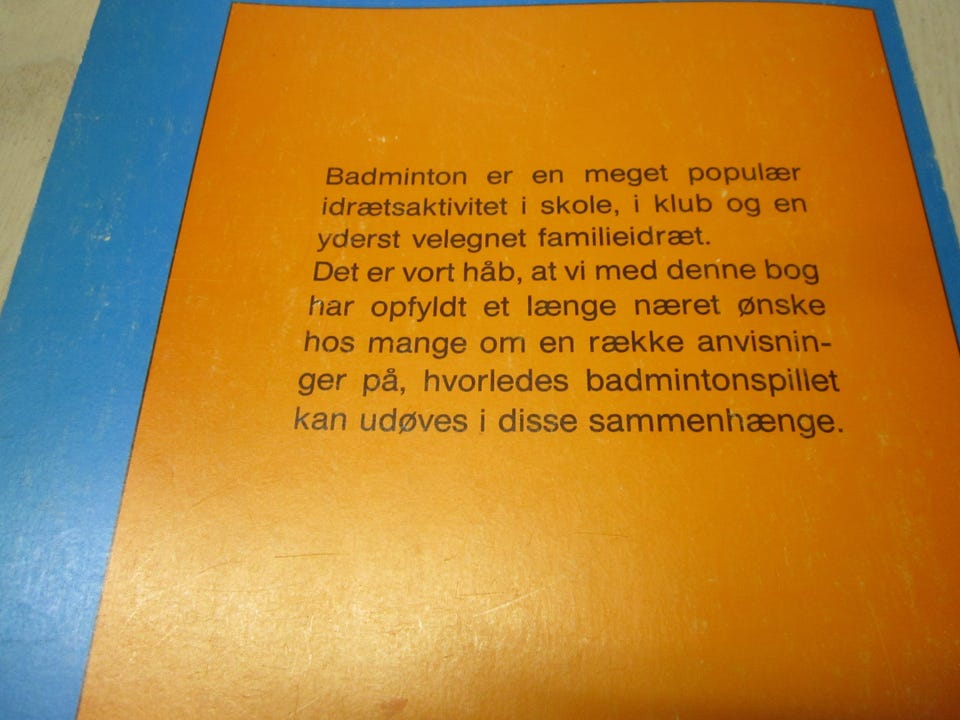 Badminton er en meget populær
idrætsaktivitet i skole, i klub og en
yderst velegnet familieidræt.
Det er vort håb, at vi med denne bog
har opfyldt et længe næret ønske
hos mange om en række anvisnin-
ger på, hvorledes badmintonspillet
kan udøves i disse sammenhænge.